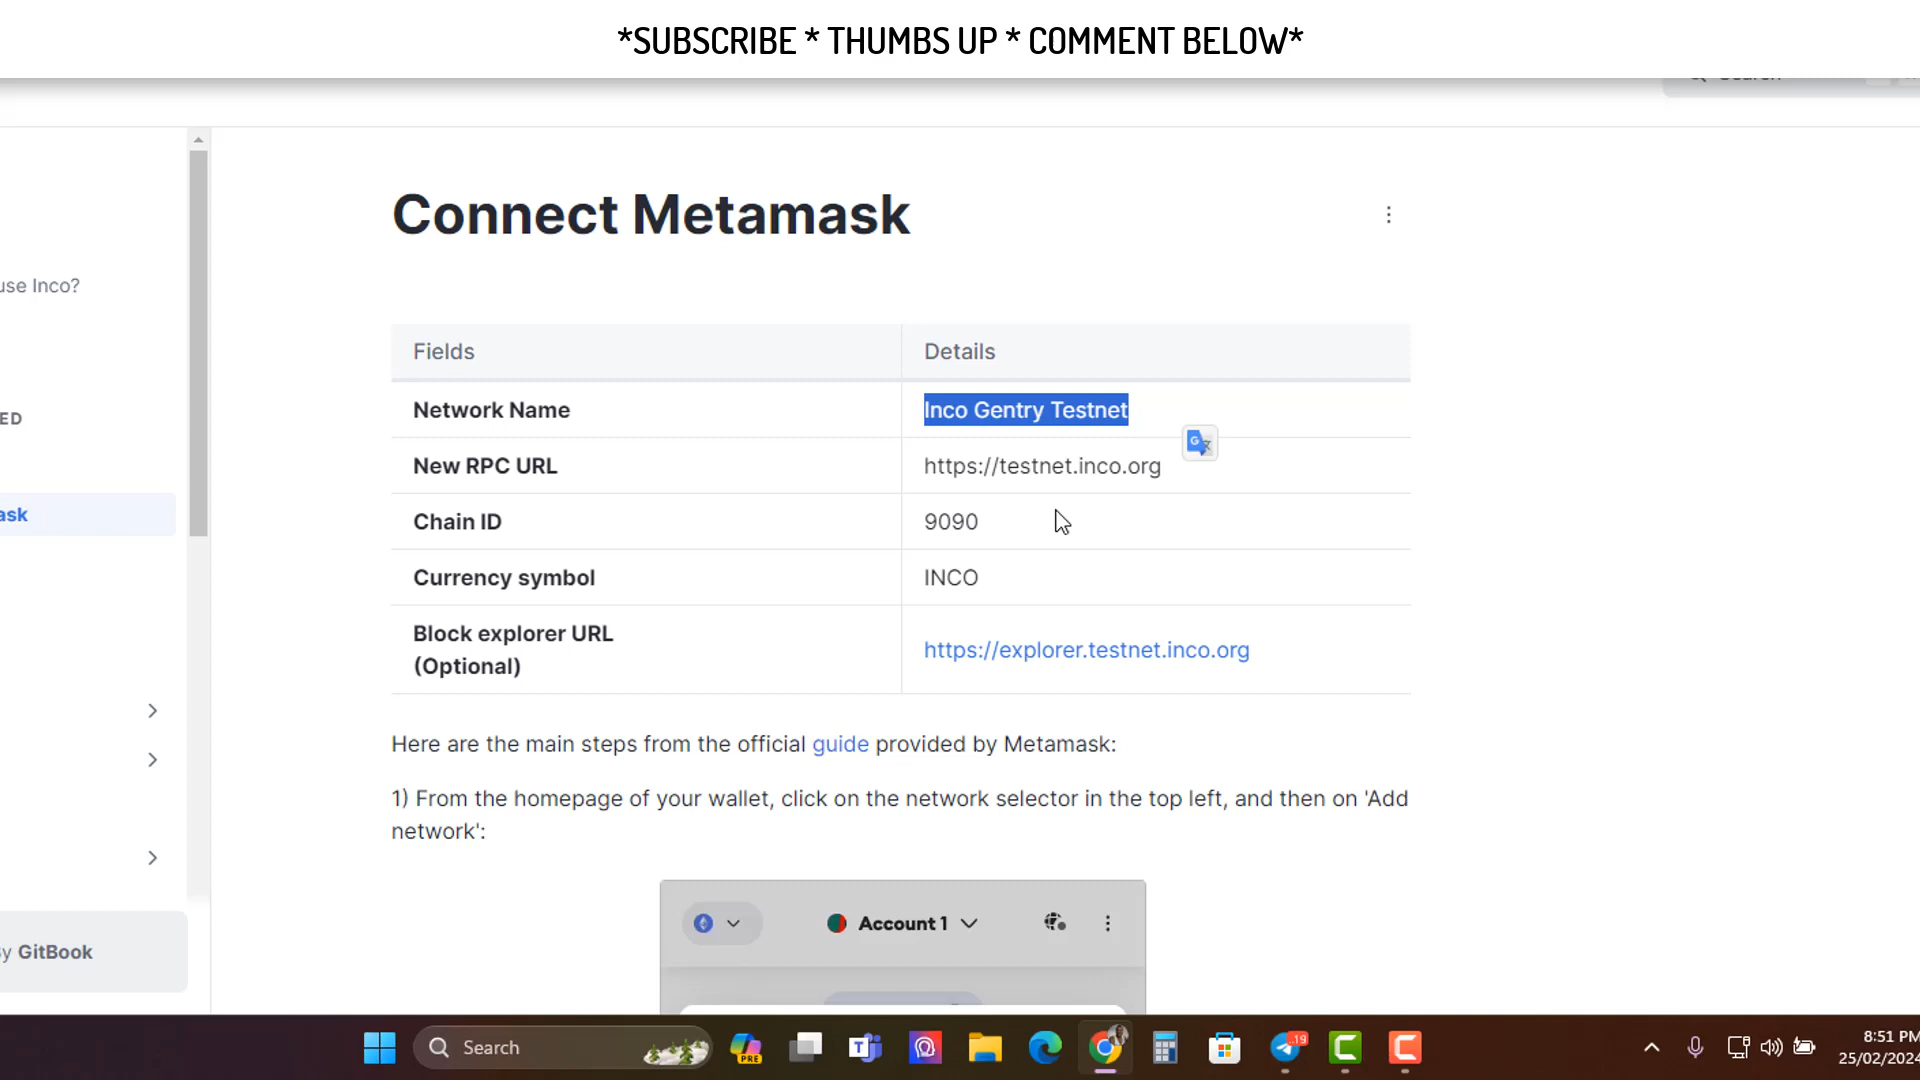 *SUBSCRIBE * THUMBS UP * COMMENT BELOW*
Search
Connect Metamask
use Inco?
Fields Details
ED
Network Name Inco Gentry Testnet
New RPC URL https://testnet.inco.org
ask
Chain ID 9090
Currency symbol INCO
Block explorer URL
(Optional) https://explorer.testnet.inco.org
Here are the main steps from the official guide provided by Metamask:
1) From the homepage of your wallet, click on the network selector in the top left, and then on 'Add
network':
Account 1
y GitBook
Search
PRE
19
8:51 PM
25/02/2024